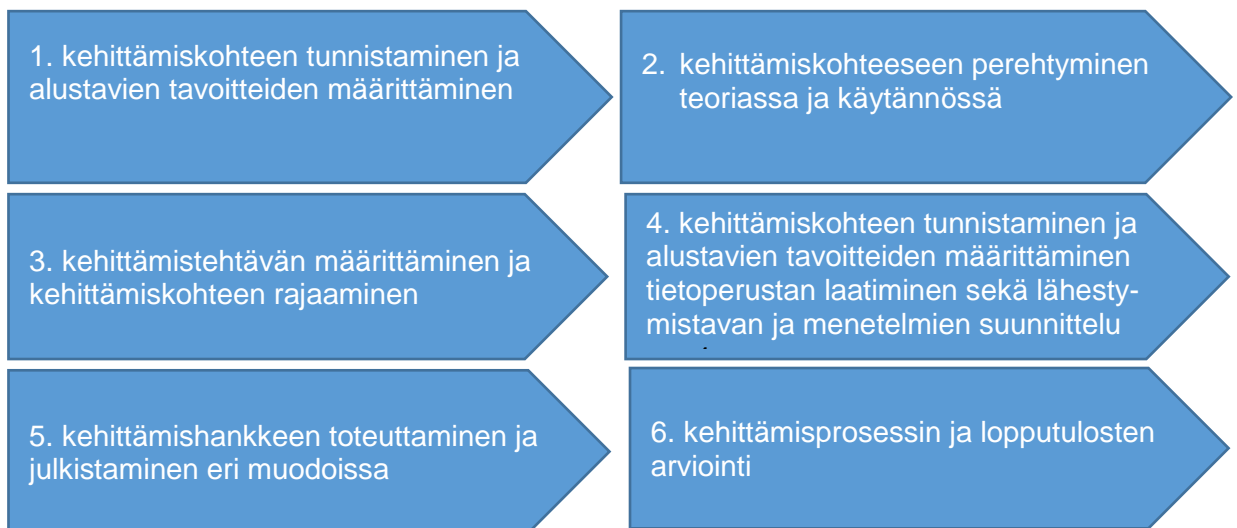 1. kehittämiskohteen tunnistaminen ja
alustavien tavoitteiden määrittäminen
2. kehittämiskohteeseen perehtyminen
teoriassa ja käytännössä
3. kehittämistehtävän määrittäminen ja
kehittämiskohteen rajaaminen
4. kehittämiskohteen tunnistaminen ja
alustavien tavoitteiden määrittäminen
tietoperustan laatiminen sekä lähesty-
mistavan ja menetelmien suunnittelu
5. kehittämishankkeen toteuttaminen ja
julkistaminen eri muodoissa
6. kehittämisprosessin ja lopputulosten
arviointi